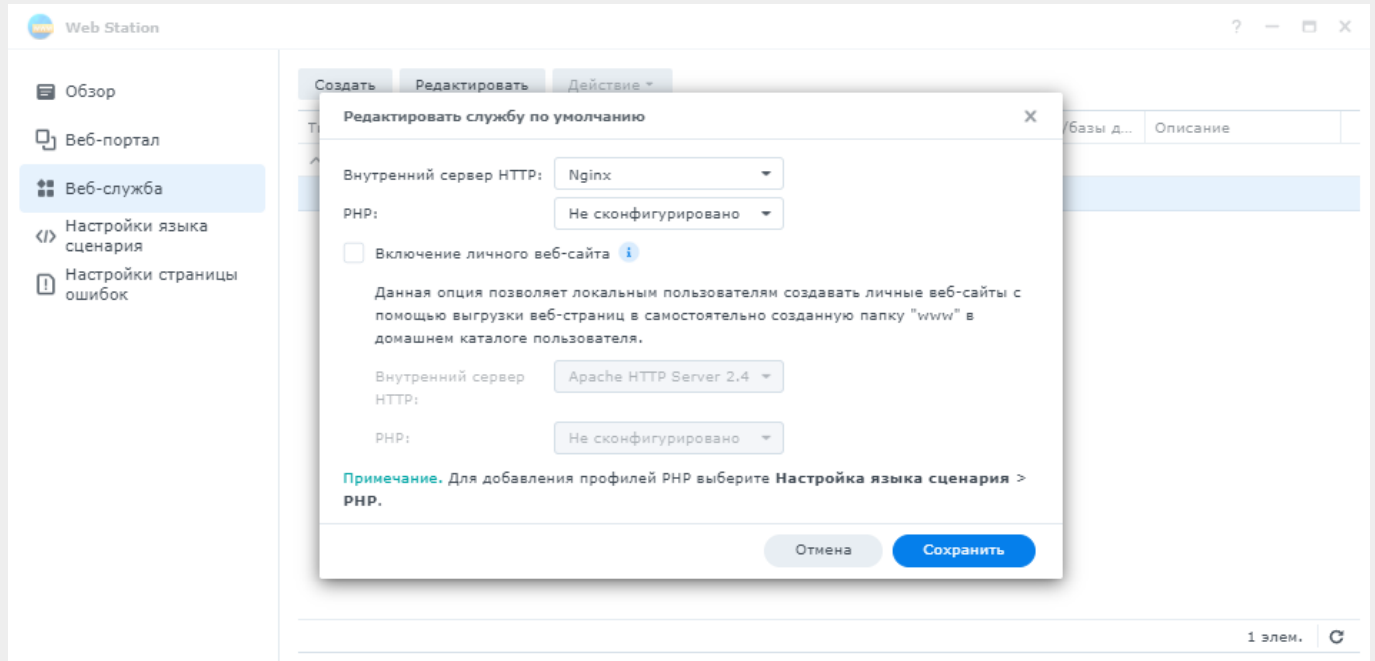 Web Station
?
Обзор
Веб-портал
Веб-служба
Настройки языка
сценария
Настройки страницы
ошибок
Создать
Редактировать
Действие
/базы д...
Описание
Редактировать службу по умолчанию
Внутренний сервер HTTP:
Nginx
PHP:
Не сконфигурировано
Включение личного веб-сайта
i
Данная опция позволяет локальным пользователям создавать личные веб-сайты с
помощью выгрузки веб-страниц в самостоятельно созданную папку "www" в
домашнем каталоге пользователя.
Внутренний сервер
HTTP:
Apache HTTP Server 2.4
PHP:
Не сконфигурировано
Примечание. Для добавления профилей PHP выберите Настройка языка сценария >
PHP.
Отмена
Сохранить
1 элем.